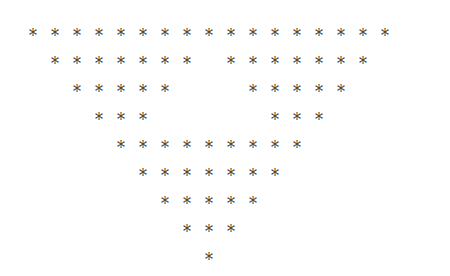 * * * * * * * * * * * * * * * * *
  * * * * * * *   * * * * * * *
    * * * * *       * * * * *
      * * *           * * *
        * * * * * * * * *
          * * * * * * *
            * * * * *
              * * *
                *